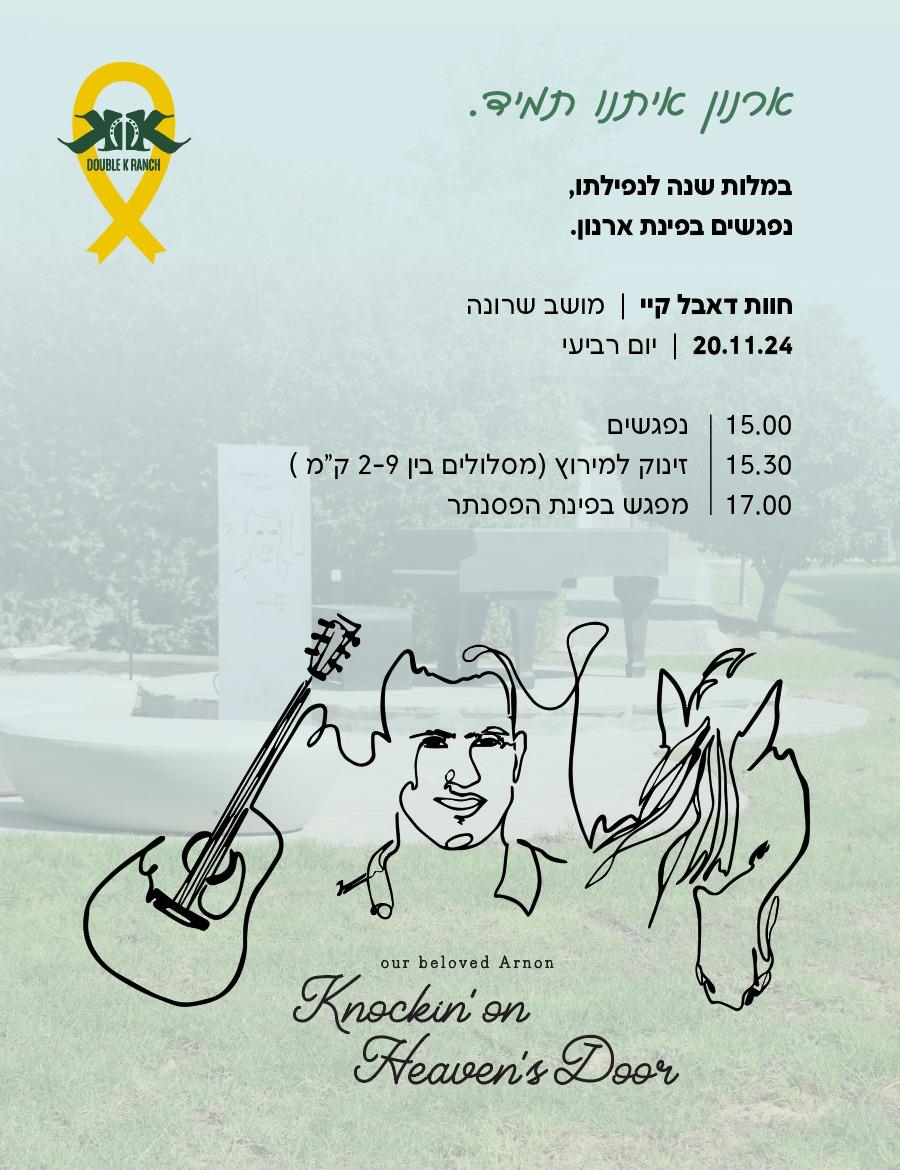 ארנון איתנו תמיד.
DOUBLE K RANCH
במלות שנה לנפילתו,
נפגשים בפינת ארנון.
חוות דאבל קיי | מושב שרונה
20.11.24 | יום רביעי
15.00 | נפגשים
15.30 | זינוק למירוץ (מסלולים בין 2-9 ק"מ )
17.00 | מפגש בפינת הפסנתר
our beloved Arnon
Knockin' on
Heaven's Door